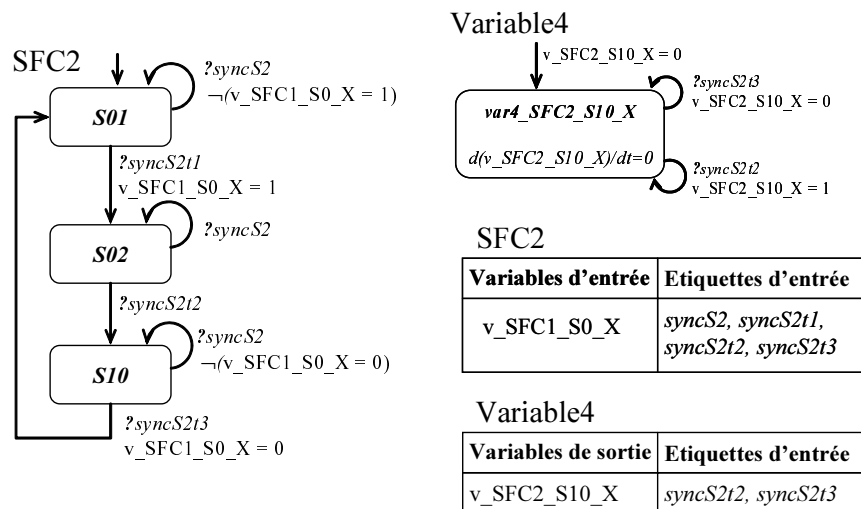 SFC2
?syncS2
¬(v_SFC1_S0_X = 1)
S01
?syncS2t1
v_SFC1_S0_X = 1
?syncS2
S02
?syncS2t2
?syncS2
¬(v_SFC1_S0_X = 0)
S10
?syncS2t3
v_SFC1_S0_X = 0
Variable4
v_SFC2_S10_X = 0
?syncS2t3
v_SFC2_S10_X = 0
var4_SFC2_S10_X
d(v_SFC2_S10_X)/dt=0
?syncS2t2
v_SFC2_S10_X = 1
SFC2
Variables d'entrée Etiquettes d'entrée
v_SFC1_S0_X syncS2, syncS2t1,
syncS2t2, syncS2t3
Variable4
Variables de sortie Etiquettes d'entrée
v_SFC2_S10_X syncS2t2, syncS2t3